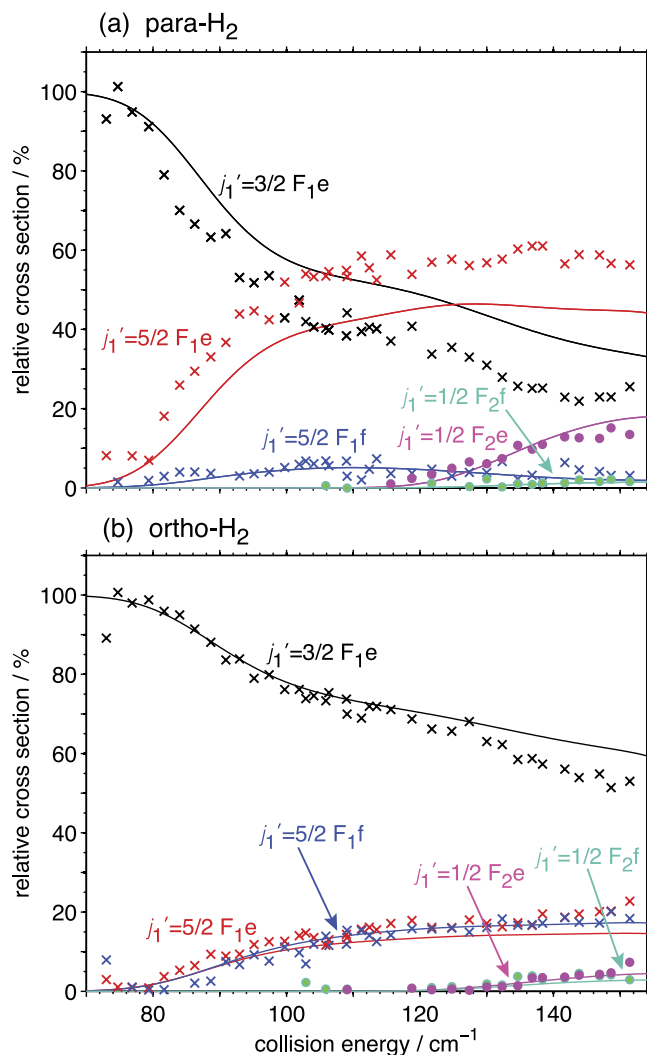 (a) para-H₂
100
80
60
40
20
0
relative cross section / %
j₁′=3/2 F₁e
j₁′=5/2 F₁e
j₁′=5/2 F₁f
j₁′=1/2 F₂f
j₁′=1/2 F₂e
(b) ortho-H₂
100
80
60
40
20
0
relative cross section / %
j₁′=3/2 F₁e
j₁′=5/2 F₁f
j₁′=1/2 F₂f
j₁′=1/2 F₂e
j₁′=5/2 F₁e
80 100 120 140
collision energy / cm⁻¹